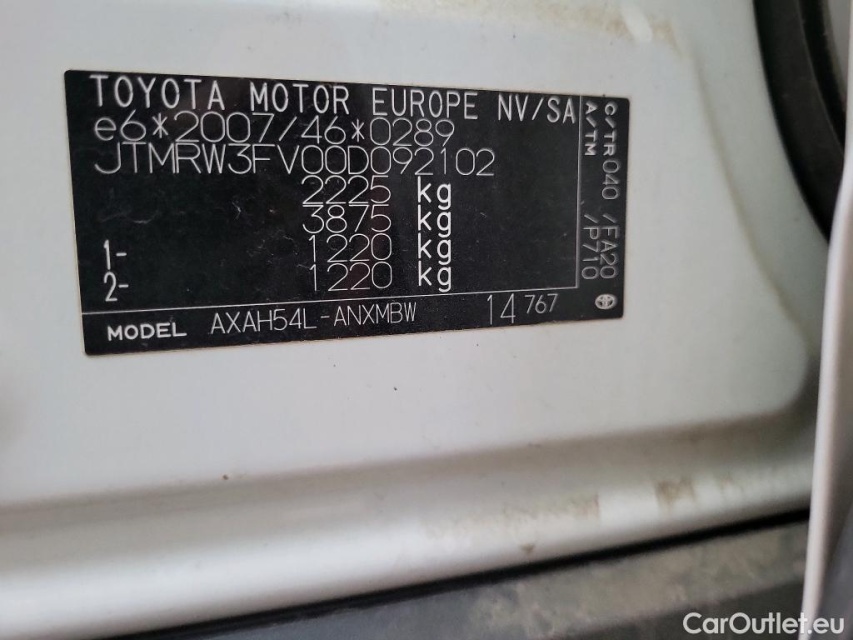 TOYOTA MOTOR EUROPE NV/SA
e6*2007/46*0289
JTMRW3FV00D092102
2225 kg
3875 kg
1- 1220 kg
2- 1220 kg
MODEL AXAH54L-ANXMBW 14 767
C/TR 040 /FA20
A/TM /P710
CarOutlet.eu